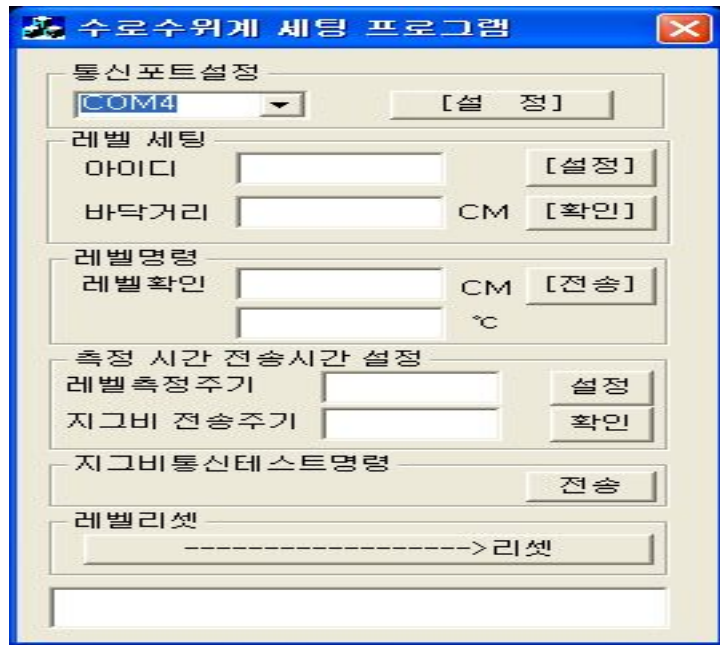 수로수위계 세팅 프로그램
통신포트설정
COM4 [설 정]
레벨 세팅
아이디 [설정]
바닥거리 CM [확인]
레벨명령
레벨확인 CM [전송]
℃
측정 시간 전송시간 설정
레벨측정주기 설정
지그비 전송주기 확인
지그비통신테스트명령
전송
레벨리셋
------------------->리셋